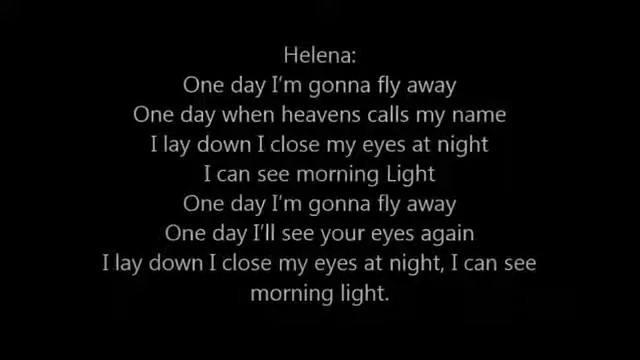 Helena:
One day I'm gonna fly away
One day when heavens calls my name
I lay down I close my eyes at night
I can see morning Light
One day I'm gonna fly away
One day I'll see your eyes again
I lay down I close my eyes at night, I can see
morning light.